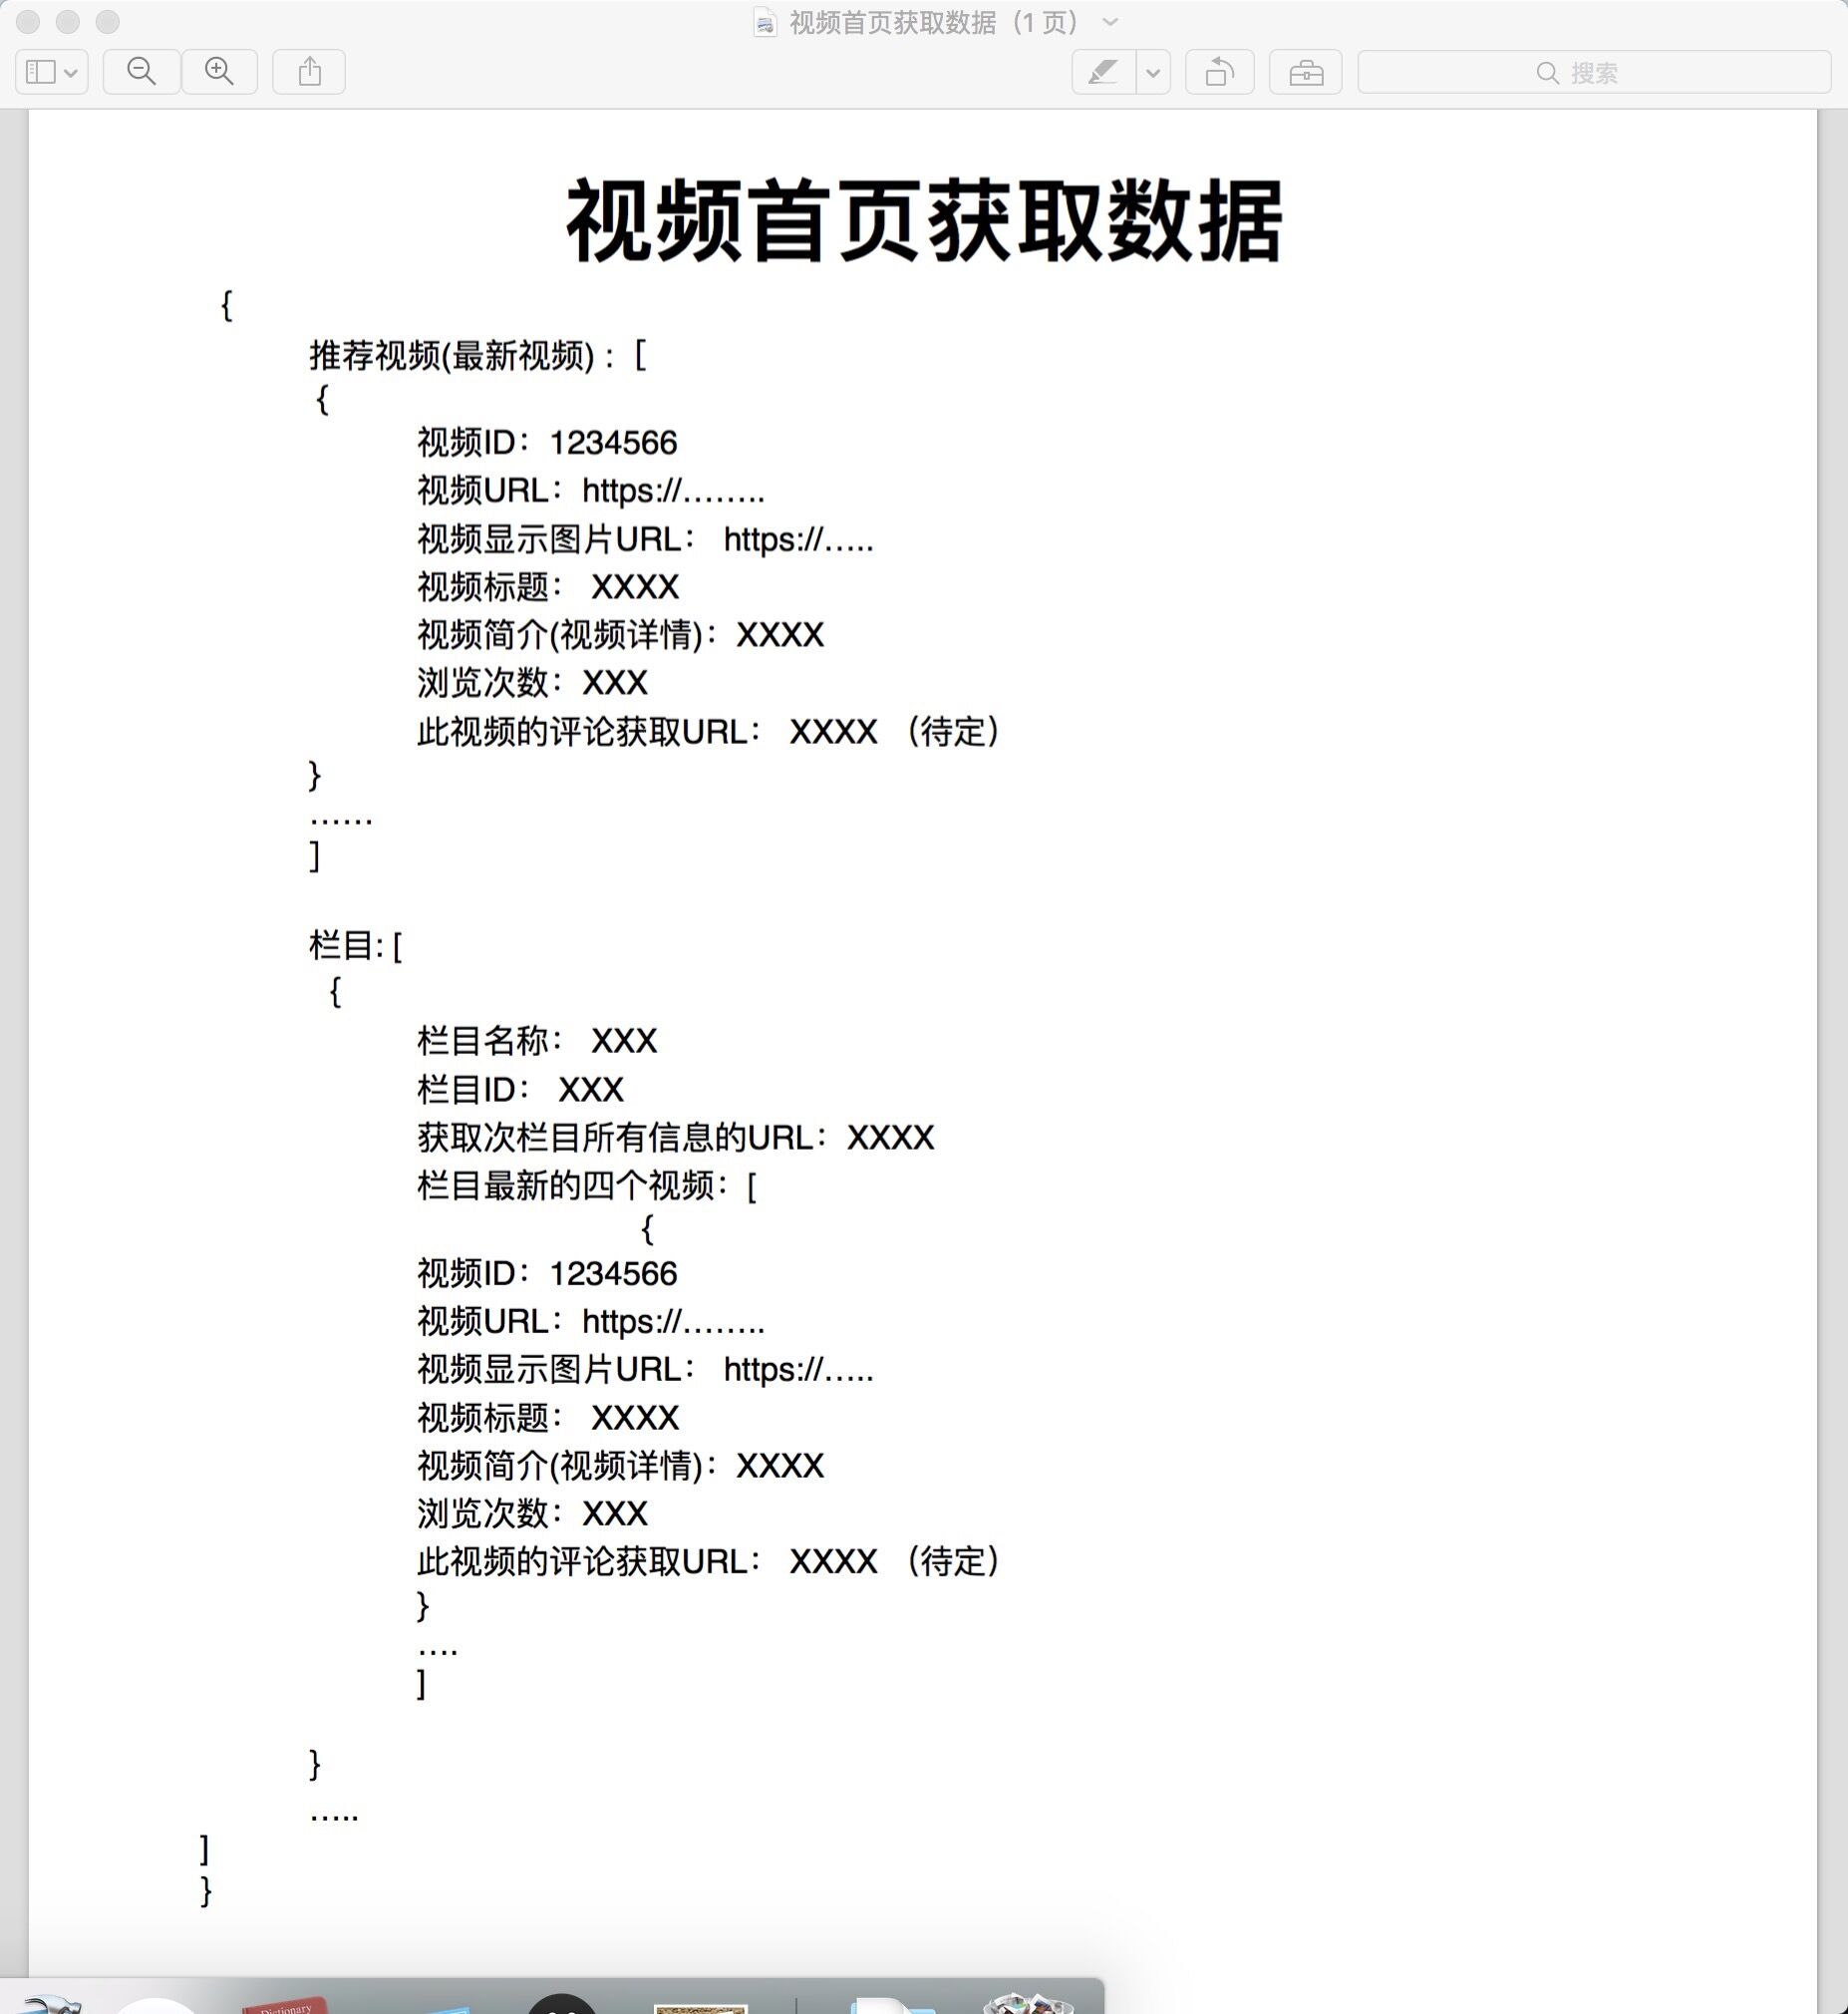 视频首页获取数据（1 页）
搜索
视频首页获取数据
{
推荐视频(最新视频)：[
{
视频ID：1234566
视频URL：https://……..
视频显示图片URL： https://…..
视频标题： XXXX
视频简介(视频详情)：XXXX
浏览次数：XXX
此视频的评论获取URL： XXXX （待定）
}
……
]
栏目: [
{
栏目名称： XXX
栏目ID： XXX
获取次栏目所有信息的URL：XXXX
栏目最新的四个视频：[
{
视频ID：1234566
视频URL：https://……..
视频显示图片URL： https://…..
视频标题： XXXX
视频简介(视频详情)：XXXX
浏览次数：XXX
此视频的评论获取URL： XXXX （待定）
}
….
]
}
…..
]
}
Dictionary